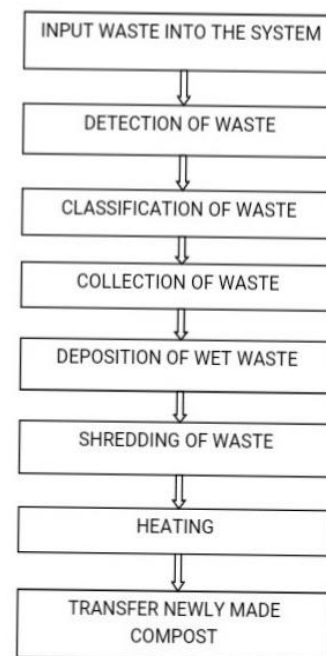 INPUT WASTE INTO THE SYSTEM
DETECTION OF WASTE
CLASSIFICATION OF WASTE
COLLECTION OF WASTE
DEPOSITION OF WET WASTE
SHREDDING OF WASTE
HEATING
TRANSFER NEWLY MADE
COMPOST